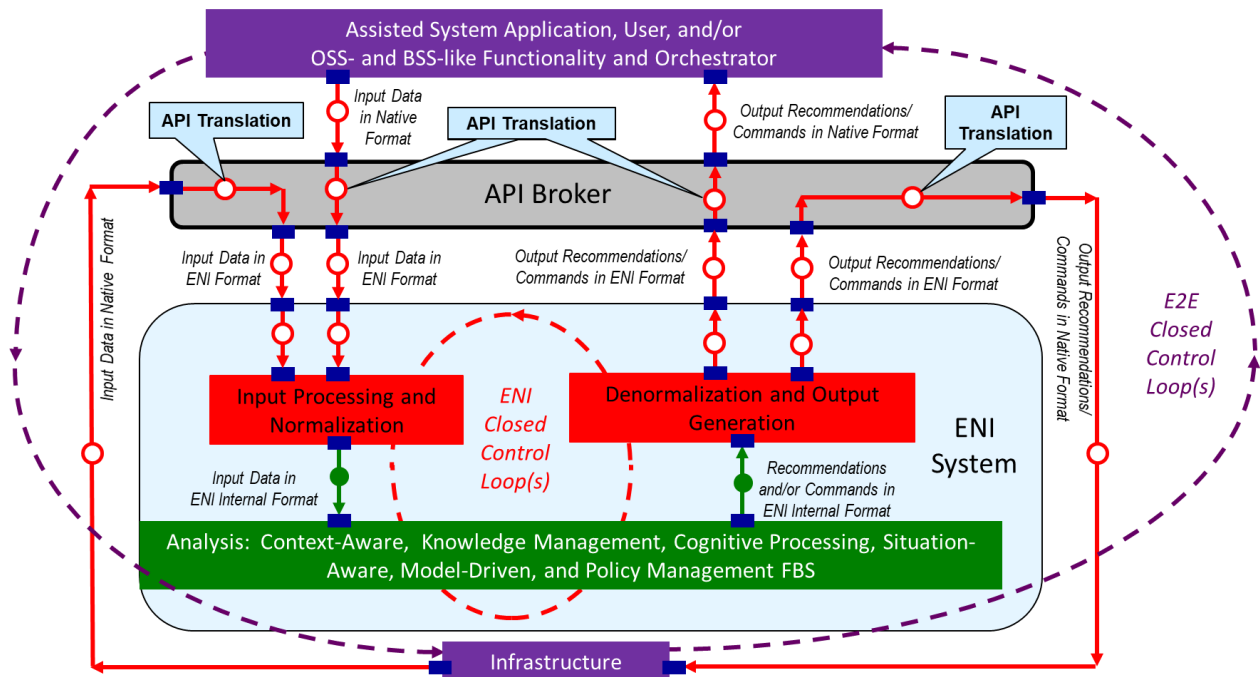 Assisted System Application, User, and/or
OSS- and BSS-like Functionality and Orchestrator
Input Data
in Native
Format
Output Recommendations/
Commands in Native Format
API Translation
API Translation
API
Translation
API Broker
Input Data in Native Format
Input Data in
ENI Format
Input Data in
ENI Format
Output Recommendations/
Commands in ENI Format
Output Recommendations/
Commands in ENI Format
Output Recommendations/
Commands in Native Format
E2E
Closed
Control
Loop(s)
Input Processing and
Normalization
ENI
Closed
Control
Loop(s)
Denormalization and Output
Generation
ENI
System
Input Data in
ENI Internal Format
Recommendations
and/or Commands in
ENI Internal Format
Analysis: Context-Aware, Knowledge Management, Cognitive Processing, Situation-
Aware, Model-Driven, and Policy Management FBS
Infrastructure